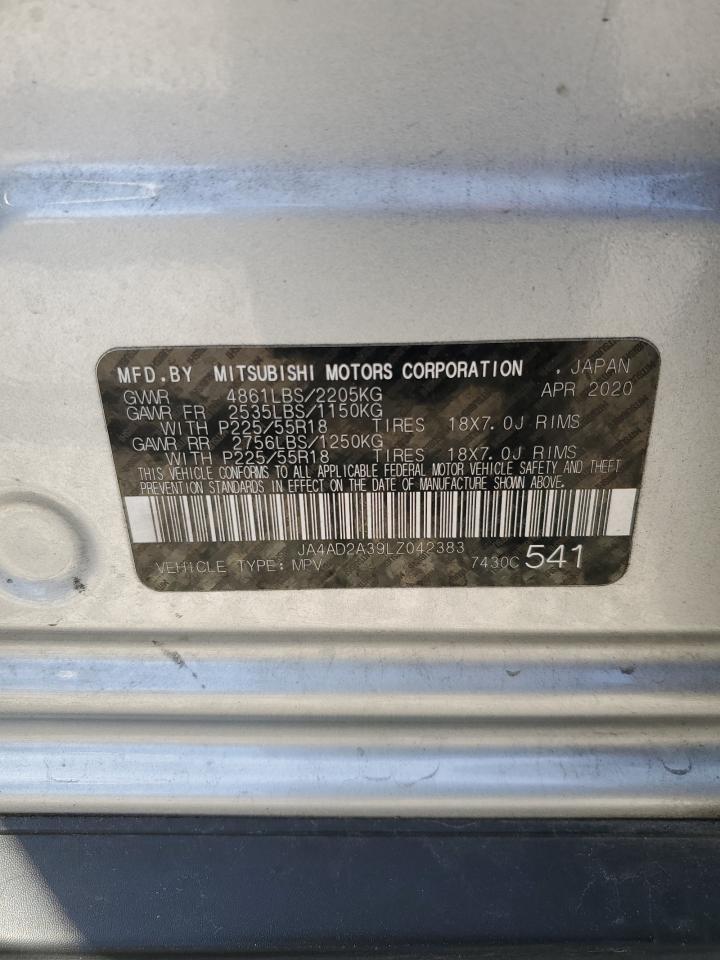 MFD.BY MITSUBISHI MOTORS CORPORATION . JAPAN
GVWR 4861LBS/2205KG APR 2020
GAWR FR 2535LBS/1150KG
WITH P225/55R18 TIRES 18X7.0J RIMS
GAWR RR 2756LBS/1250KG
WITH P225/55R18 TIRES 18X7.0J RIMS
THIS VEHICLE CONFORMS TO ALL APPLICABLE FEDERAL MOTOR VEHICLE SAFETY AND THEFT
PREVENTION STANDARDS IN EFFECT ON THE DATE OF MANUFACTURE SHOWN ABOVE.
JA4AD2A39LZ042383
VEHICLE TYPE: MPV 7430C 541